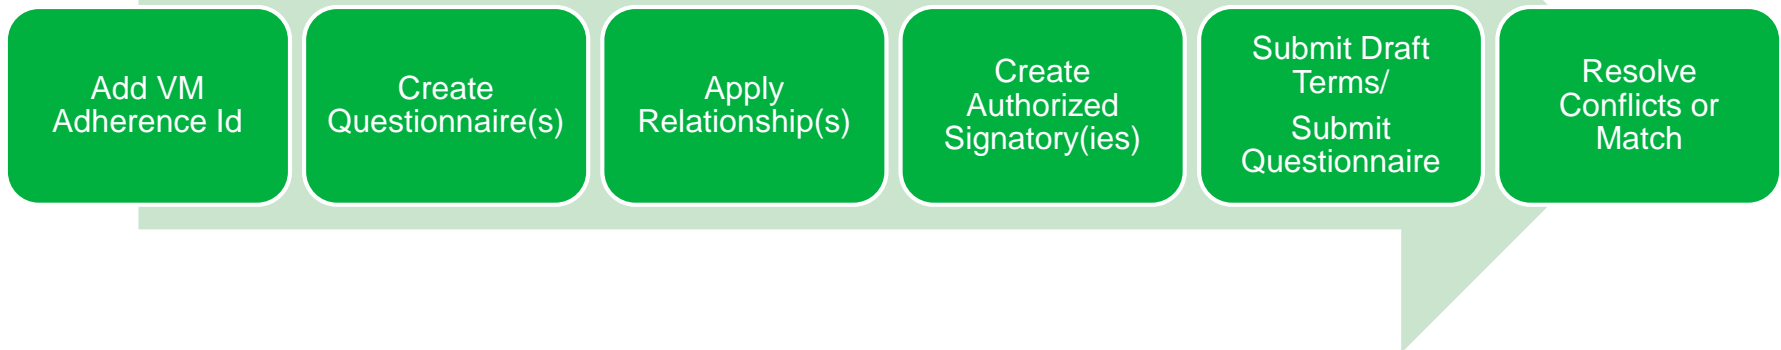 Add VM
Adherence Id
Create
Questionnaire(s)
Apply
Relationship(s)
Create
Authorized
Signatory(ies)
Submit Draft
Terms/
Submit
Questionnaire
Resolve
Conflicts or
Match